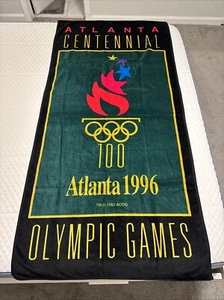 ATLANTA
CENTENNIAL
100
Atlanta 1996
OLYMPIC GAMES